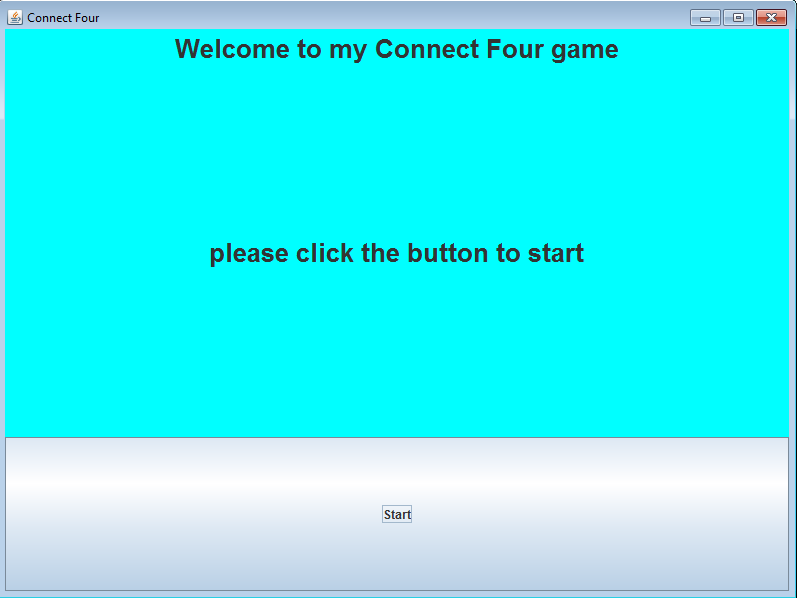 Connect Four
Welcome to my Connect Four game
please click the button to start
Start